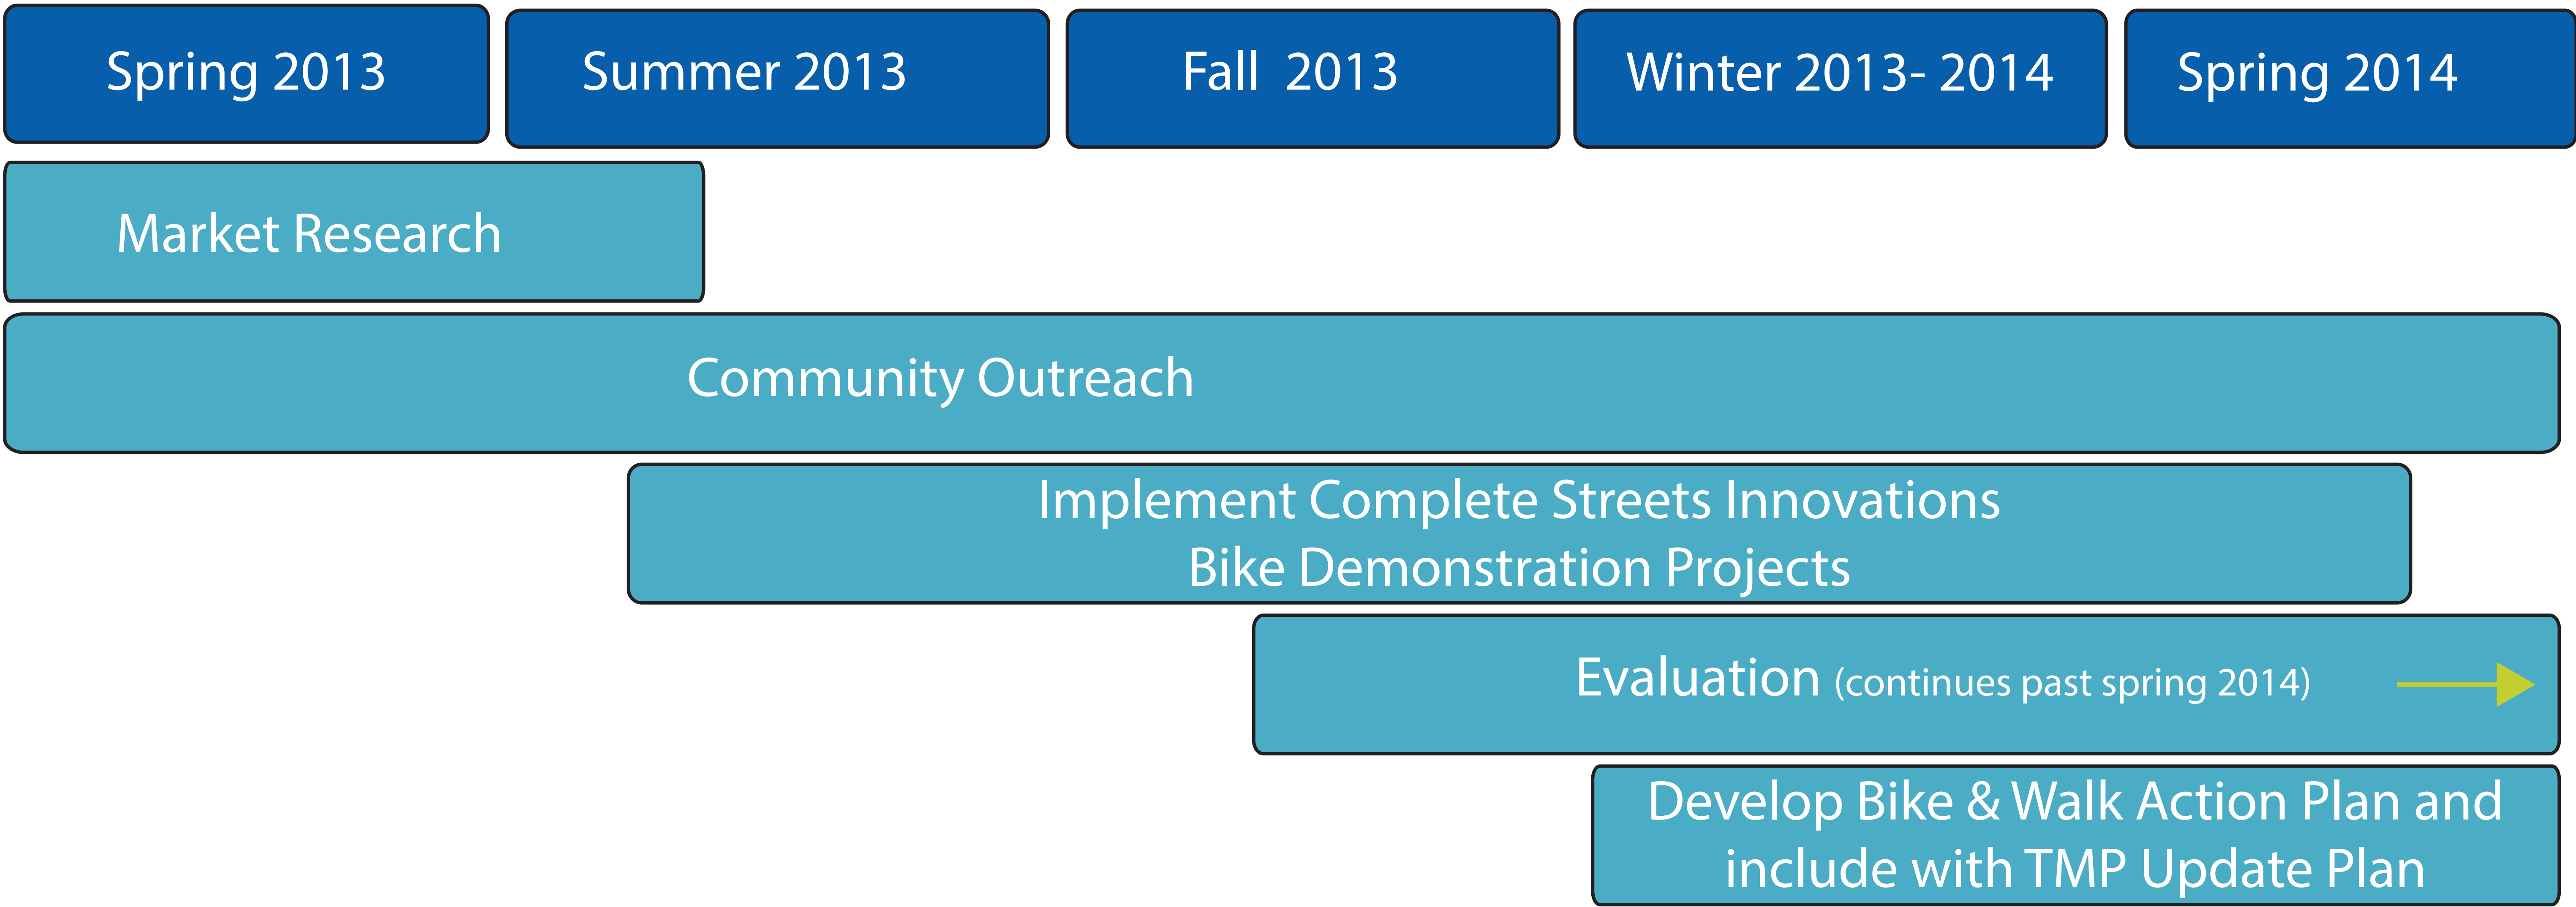 Spring 2013
Summer 2013
Fall 2013
Winter 2013- 2014
Spring 2014
Market Research
Community Outreach
Implement Complete Streets Innovations
Bike Demonstration Projects
Evaluation (continues past spring 2014)
Develop Bike & Walk Action Plan and
include with TMP Update Plan